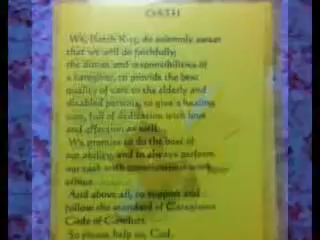 OATH
We, Batch , do solemnly swear
that we will do faithfully,
the duties and responsibilities of
a caregiver, to provide the best
quality of care to the elderly and
disabled persons, to give a healing
care, full of dedication with love
and affection as well.
We promise to do the best of
our ability, and to always perform
our task with
And above all, to support and
follow the standard of Caregivers
Code of Conduct.
So please help us, God.